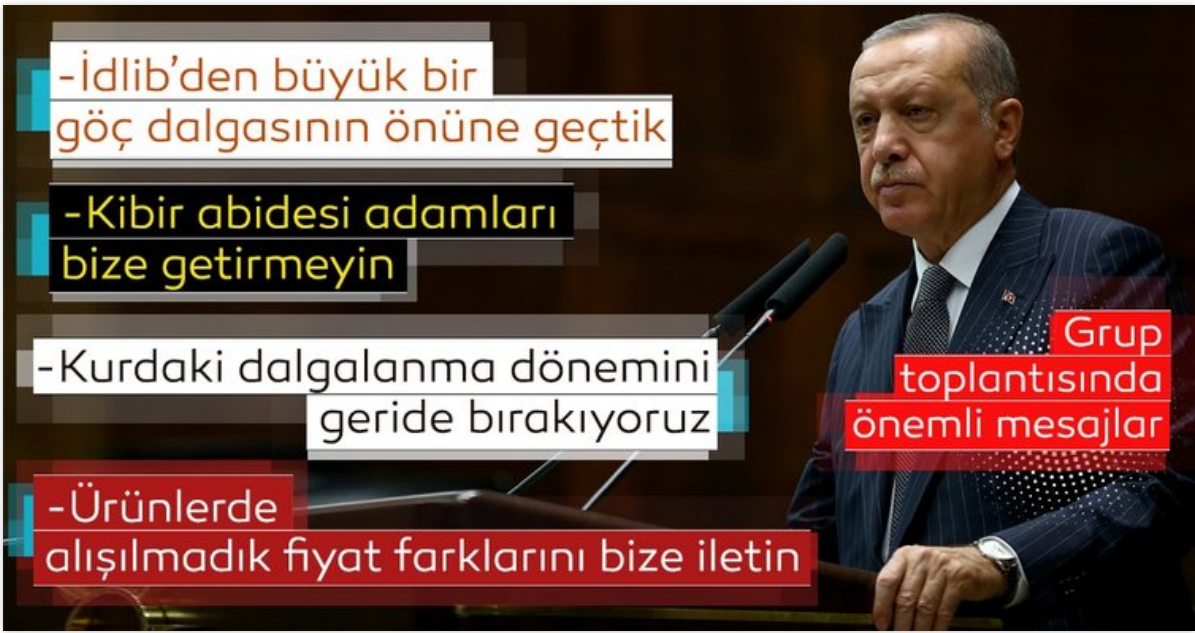 -İdlib'den büyük bir
göç dalgasının önüne geçtik
-Kibir abidesi adamları
bize getirmeyin
-Kurdaki dalgalanma dönemini
geride bırakıyoruz
Grup
toplantısında
önemli mesajlar
-Ürünlerde
alışılmadık fiyat farklarını bize iletin